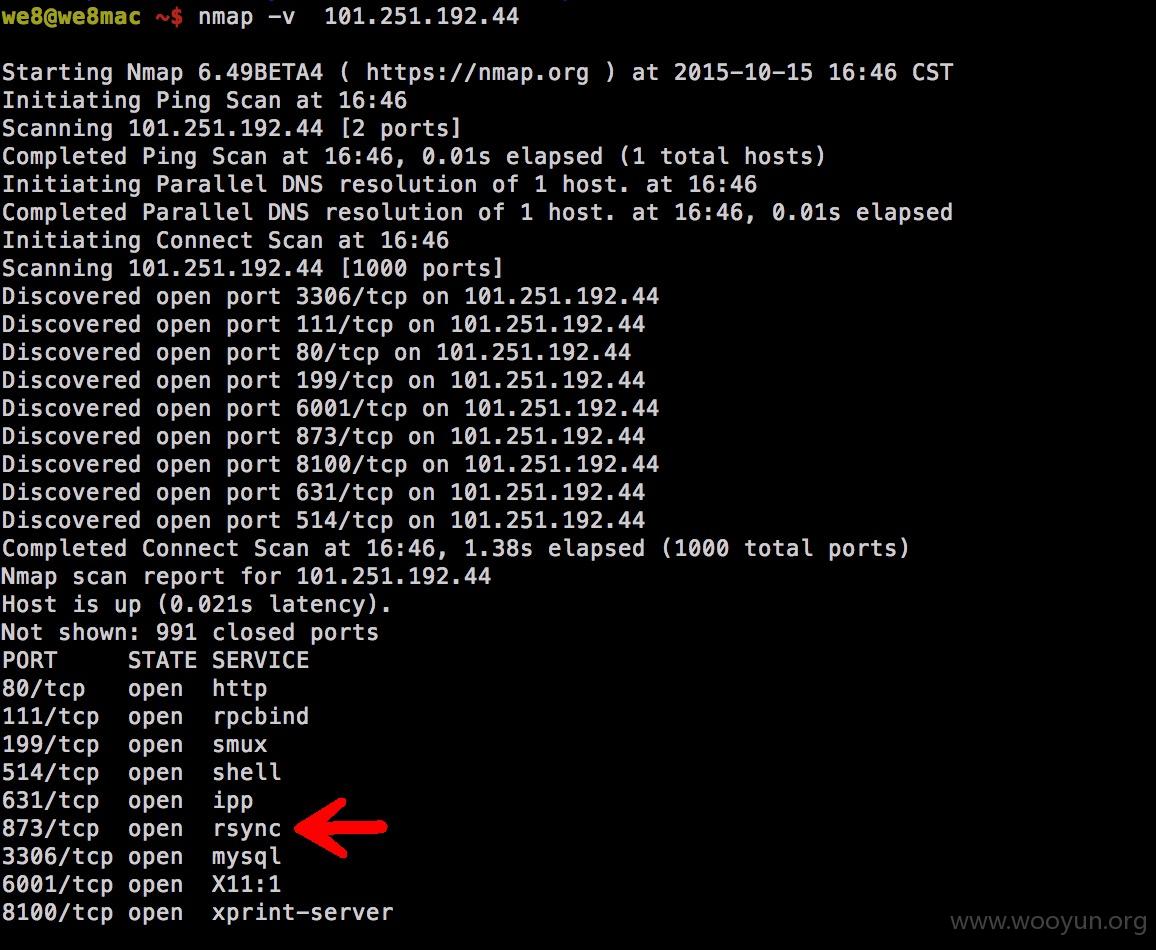 we8@we8mac ~$ nmap -v  101.251.192.44
Starting Nmap 6.49BETA4 ( https://nmap.org ) at 2015-10-15 16:46 CST
Initiating Ping Scan at 16:46
Scanning 101.251.192.44 [2 ports]
Completed Ping Scan at 16:46, 0.01s elapsed (1 total hosts)
Initiating Parallel DNS resolution of 1 host. at 16:46
Completed Parallel DNS resolution of 1 host. at 16:46, 0.01s elapsed
Initiating Connect Scan at 16:46
Scanning 101.251.192.44 [1000 ports]
Discovered open port 3306/tcp on 101.251.192.44
Discovered open port 111/tcp on 101.251.192.44
Discovered open port 80/tcp on 101.251.192.44
Discovered open port 199/tcp on 101.251.192.44
Discovered open port 6001/tcp on 101.251.192.44
Discovered open port 873/tcp on 101.251.192.44
Discovered open port 8100/tcp on 101.251.192.44
Discovered open port 631/tcp on 101.251.192.44
Discovered open port 514/tcp on 101.251.192.44
Completed Connect Scan at 16:46, 1.38s elapsed (1000 total ports)
Nmap scan report for 101.251.192.44
Host is up (0.021s latency).
Not shown: 991 closed ports
PORT     STATE SERVICE
80/tcp   open  http
111/tcp  open  rpcbind
199/tcp  open  smux
514/tcp  open  shell
631/tcp  open  ipp
873/tcp  open  rsync
3306/tcp open  mysql
6001/tcp open  X11:1
8100/tcp open  xprint-server
www.wooyun.org